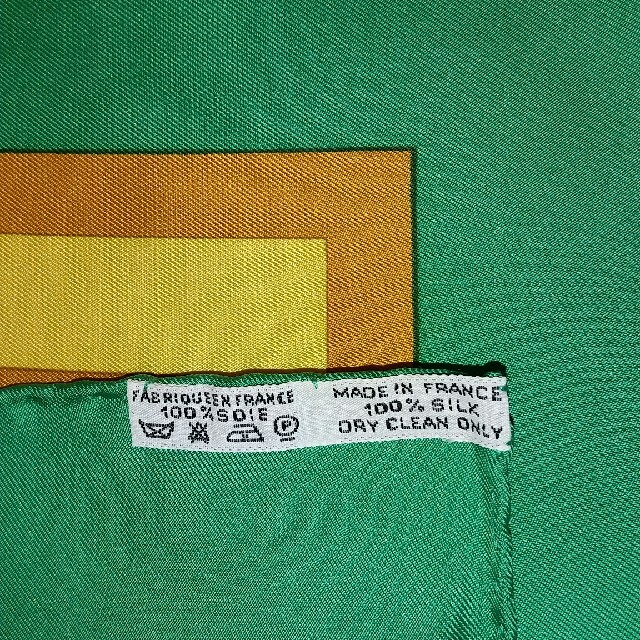 FABRIQUE EN FRANCE
100 % SOIE
P
MADE IN FRANCE
100 % SILK
DRY CLEAN ONLY